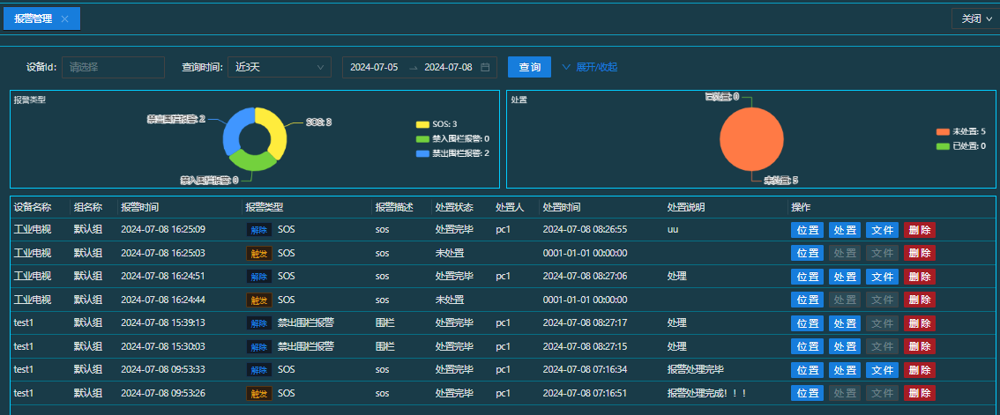 报警管理 关闭
设备Id: 请选择 查询时间: 近3天 2024-07-05 → 2024-07-08 查 询 展开/收起
报警类型
禁出围栏报警: 2
SOS: 3
禁入围栏报警: 0
SOS: 3
禁入围栏报警: 0
禁出围栏报警: 2
处置
已处置: 0
未处置: 5
未处置: 5
已处置: 0
设备名称 组名称 报警时间 报警类型 报警描述 处置状态 处置人 处置时间 处置说明 操作
工业电视 默认组 2024-07-08 16:25:09 解除 SOS sos 处置完毕 pc1 2024-07-08 08:26:55 uu 位置 处置 文件 删除
工业电视 默认组 2024-07-08 16:25:03 触发 SOS sos 未处置 0001-01-01 00:00:00 位置 处置 文件 删除
工业电视 默认组 2024-07-08 16:24:51 解除 SOS sos 处置完毕 pc1 2024-07-08 08:27:06 处理 位置 处置 文件 删除
工业电视 默认组 2024-07-08 16:24:44 触发 SOS sos 未处置 0001-01-01 00:00:00 位置 处置 文件 删除
test1 默认组 2024-07-08 15:39:13 解除 禁出围栏报警 围栏 处置完毕 pc1 2024-07-08 08:27:17 处理 位置 处置 文件 删除
test1 默认组 2024-07-08 15:30:03 解除 禁出围栏报警 围栏 处置完毕 pc1 2024-07-08 08:27:15 处理 位置 处置 文件 删除
test1 默认组 2024-07-08 09:53:33 解除 SOS sos 处置完毕 pc1 2024-07-08 07:16:34 报警处理完毕 位置 处置 文件 删除
test1 默认组 2024-07-08 09:53:26 触发 SOS sos 处置完毕 pc1 2024-07-08 07:16:51 报警处理完成！！！ 位置 处置 文件 删除